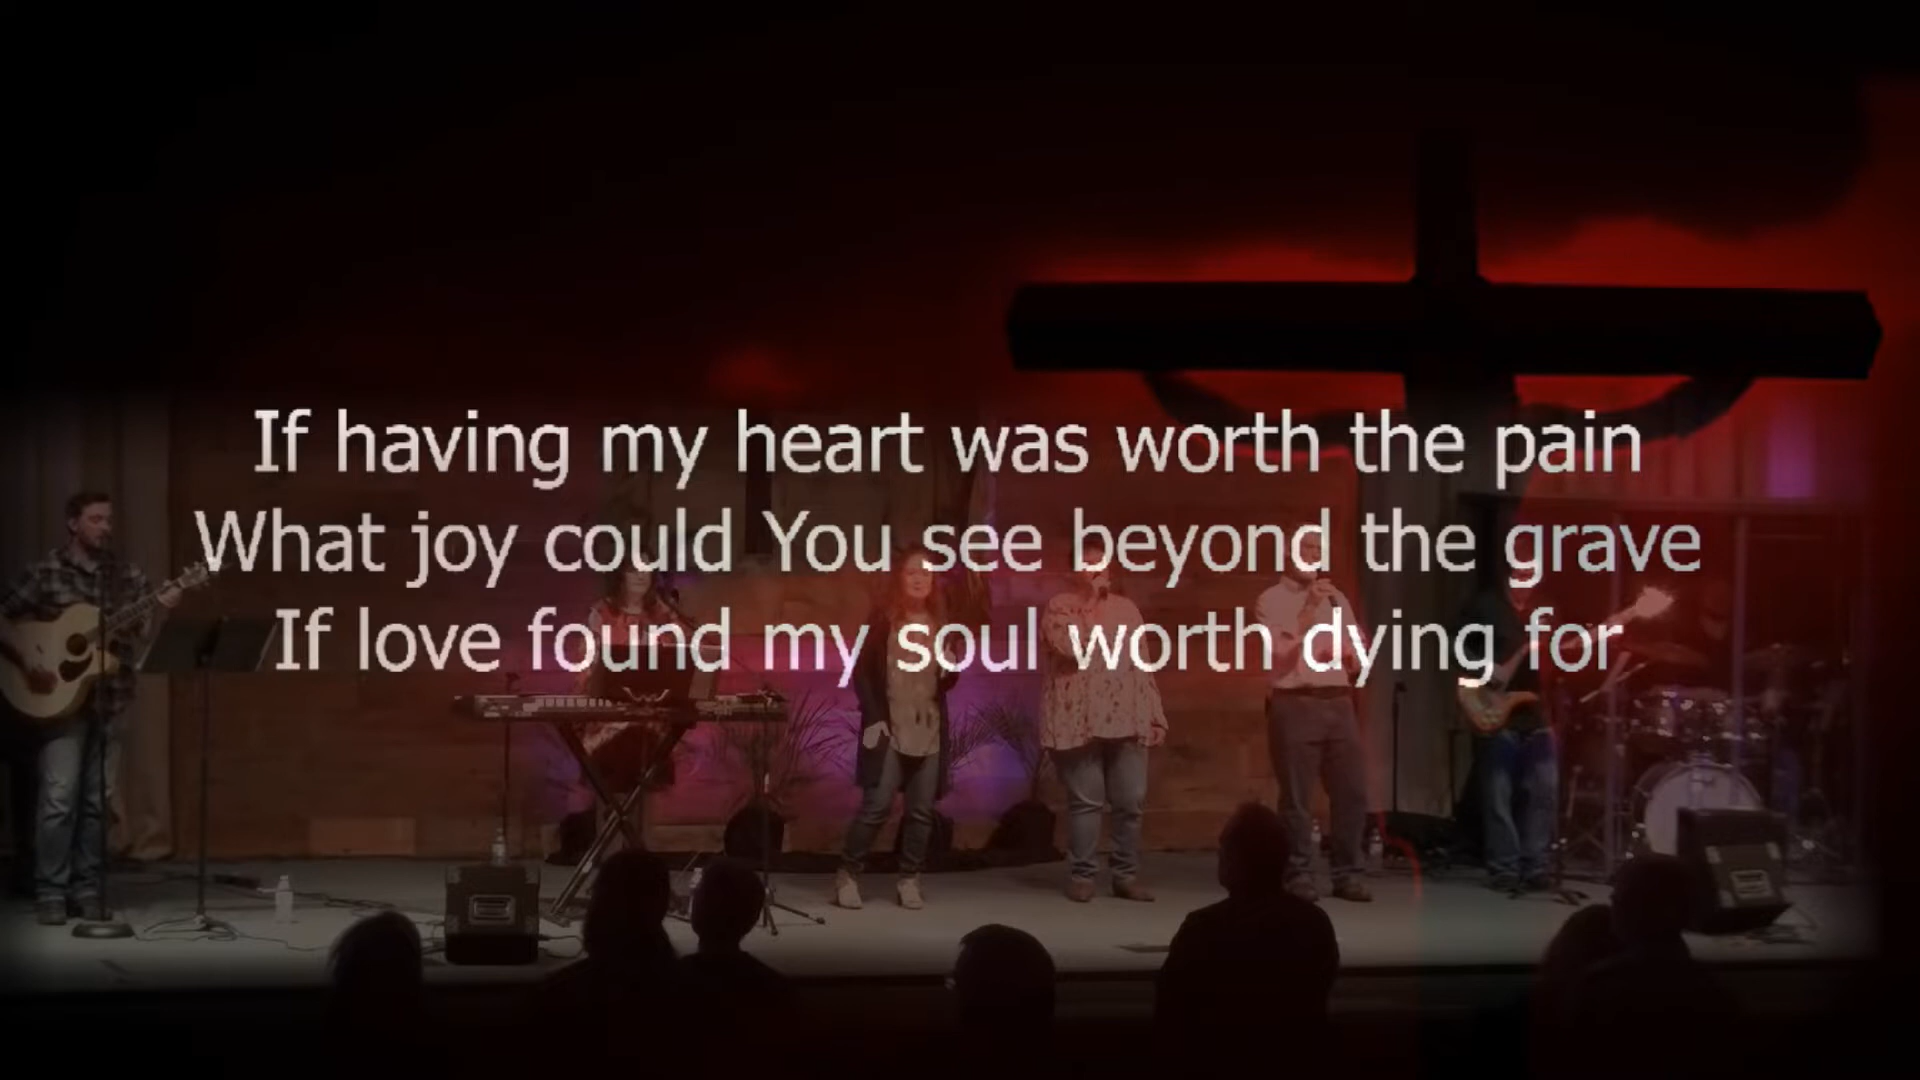 If having my heart was worth the pain
What joy could You see beyond the grave
If love found my soul worth dying for